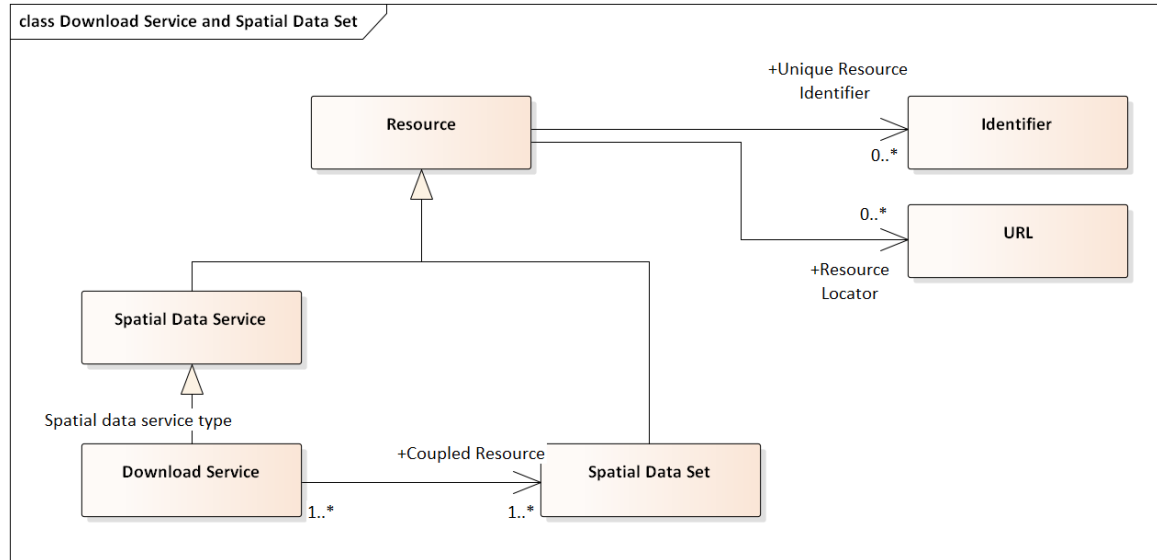 class Download Service and Spatial Data Set
+Unique Resource
Identifier
Resource
Identifier
0..*
0..*
URL
+Resource
Locator
Spatial Data Service
Spatial data service type
+Coupled Resource
Download Service
Spatial Data Set
1..*
1..*